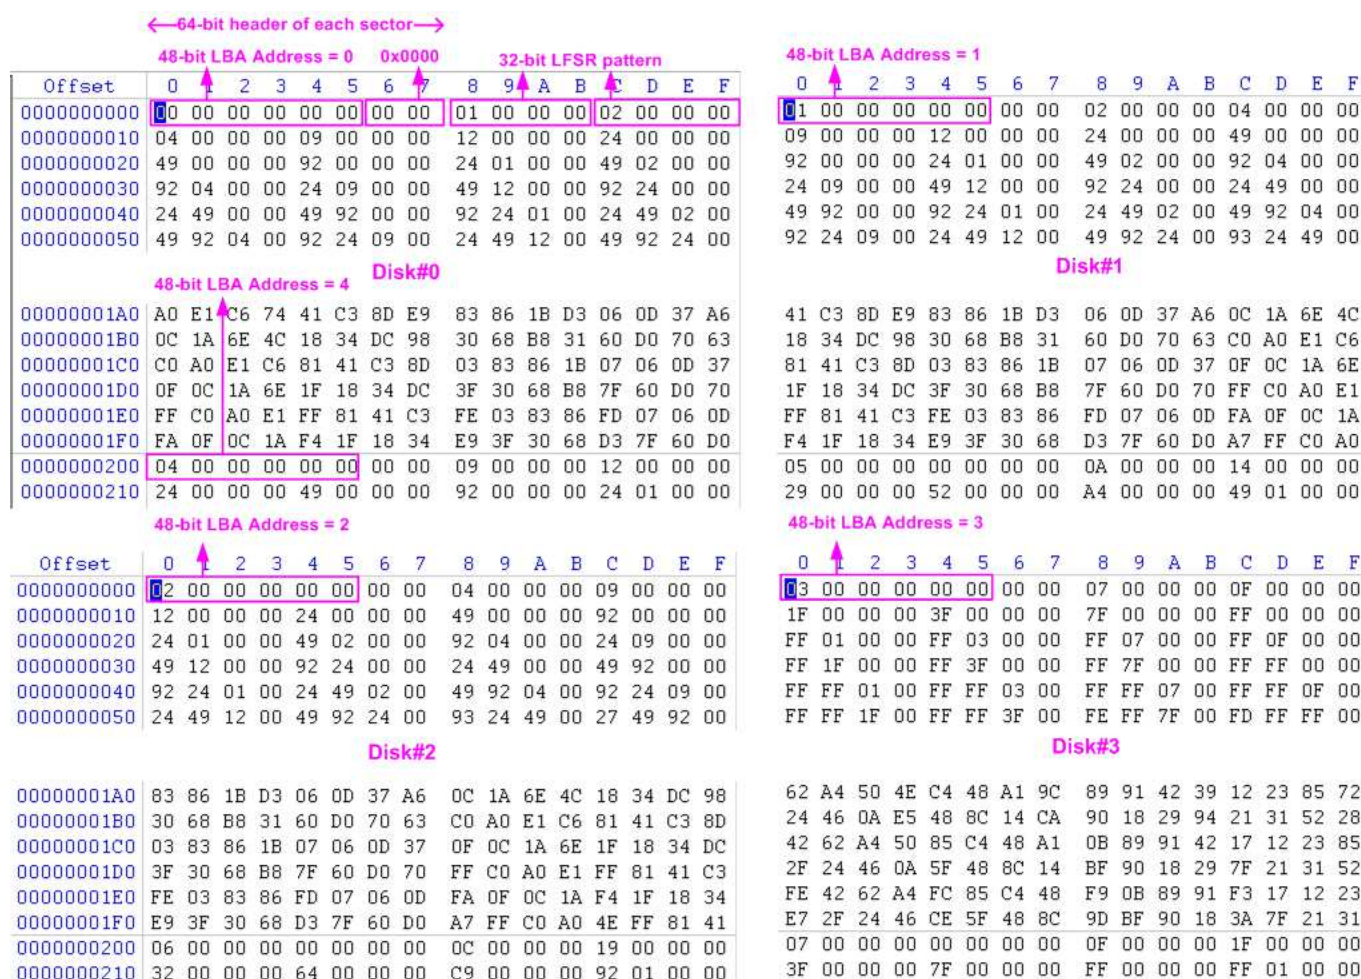 64-bit header of each sector
48-bit LBA Address = 0 0x0000 32-bit LFSR pattern
Offset 0 1 2 3 4 5 6 7 8 9 A B C D E F
0000000000 00 00 00 00 00 00 00 00 01 00 00 00 02 00 00 00
0000000010 04 00 00 00 09 00 00 00 12 00 00 00 24 00 00 00
0000000020 49 00 00 00 92 00 00 00 24 01 00 00 49 02 00 00
0000000030 92 04 00 00 24 09 00 00 49 12 00 00 92 24 00 00
0000000040 24 49 00 00 49 92 00 00 92 24 01 00 24 49 02 00
0000000050 49 92 04 00 92 24 09 00 24 49 12 00 49 92 24 00
Disk#0
48-bit LBA Address = 4
00000001A0 A0 E1 C6 74 41 C3 8D E9 83 86 1B D3 06 0D 37 A6
00000001B0 0C 1A 6E 4C 18 34 DC 98 30 68 B8 31 60 D0 70 63
00000001C0 C0 A0 E1 C6 81 41 C3 8D 03 83 86 1B 07 06 0D 37
00000001D0 0F 0C 1A 6E 1F 18 34 DC 3F 30 68 B8 7F 60 D0 70
00000001E0 FF C0 A0 E1 FF 81 41 C3 FE 03 83 86 FD 07 06 0D
00000001F0 FA 0F 0C 1A F4 1F 18 34 E9 3F 30 68 D3 7F 60 D0
0000000200 04 00 00 00 00 00 00 00 09 00 00 00 12 00 00 00
0000000210 24 00 00 00 49 00 00 00 92 00 00 00 24 01 00 00
48-bit LBA Address = 1
0 1 2 3 4 5 6 7 8 9 A B C D E F
01 00 00 00 00 00 00 00 02 00 00 00 04 00 00 00
09 00 00 00 12 00 00 00 24 00 00 00 49 00 00 00
92 00 00 00 24 01 00 00 49 02 00 00 92 04 00 00
24 09 00 00 49 12 00 00 92 24 00 00 24 49 00 00
49 92 00 00 92 24 01 00 24 49 02 00 49 92 04 00
92 24 09 00 24 49 12 00 49 92 24 00 93 24 49 00
Disk#1
41 C3 8D E9 83 86 1B D3 06 0D 37 A6 0C 1A 6E 4C
18 34 DC 98 30 68 B8 31 60 D0 70 63 C0 A0 E1 C6
81 41 C3 8D 03 83 86 1B 07 06 0D 37 0F 0C 1A 6E
1F 18 34 DC 3F 30 68 B8 7F 60 D0 70 FF C0 A0 E1
FF 81 41 C3 FE 03 83 86 FD 07 06 0D FA 0F 0C 1A
F4 1F 18 34 E9 3F 30 68 D3 7F 60 D0 A7 FF C0 A0
05 00 00 00 00 00 00 00 0A 00 00 00 14 00 00 00
29 00 00 00 52 00 00 00 A4 00 00 00 49 01 00 00
48-bit LBA Address = 2
Offset 0 1 2 3 4 5 6 7 8 9 A B C D E F
0000000000 02 00 00 00 00 00 00 00 04 00 00 00 09 00 00 00
0000000010 12 00 00 00 24 00 00 00 49 00 00 00 92 00 00 00
0000000020 24 01 00 00 49 02 00 00 92 04 00 00 24 09 00 00
0000000030 49 12 00 00 92 24 00 00 24 49 00 00 49 92 00 00
0000000040 92 24 01 00 24 49 02 00 49 92 04 00 92 24 09 00
0000000050 24 49 12 00 49 92 24 00 93 24 49 00 27 49 92 00
Disk#2
00000001A0 83 86 1B D3 06 0D 37 A6 0C 1A 6E 4C 18 34 DC 98
00000001B0 30 68 B8 31 60 D0 70 63 C0 A0 E1 C6 81 41 C3 8D
00000001C0 03 83 86 1B 07 06 0D 37 0F 0C 1A 6E 1F 18 34 DC
00000001D0 3F 30 68 B8 7F 60 D0 70 FF C0 A0 E1 FF 81 41 C3
00000001E0 FE 03 83 86 FD 07 06 0D FA 0F 0C 1A F4 1F 18 34
00000001F0 E9 3F 30 68 D3 7F 60 D0 A7 FF C0 A0 4E FF 81 41
0000000200 06 00 00 00 00 00 00 00 0C 00 00 00 19 00 00 00
0000000210 32 00 00 00 64 00 00 00 C9 00 00 00 92 01 00 00
48-bit LBA Address = 3
0 1 2 3 4 5 6 7 8 9 A B C D E F
03 00 00 00 00 00 00 00 07 00 00 00 0F 00 00 00
1F 00 00 00 3F 00 00 00 7F 00 00 00 FF 00 00 00
FF 01 00 00 FF 03 00 00 FF 07 00 00 FF 0F 00 00
FF 1F 00 00 FF 3F 00 00 FF 7F 00 00 FF FF 00 00
FF FF 01 00 FF FF 03 00 FF FF 07 00 FF FF 0F 00
FF FF 1F 00 FF FF 3F 00 FE FF 7F 00 FD FF FF 00
Disk#3
62 A4 50 4E C4 48 A1 9C 89 91 42 39 12 23 85 72
24 46 0A E5 48 8C 14 CA 90 18 29 94 21 31 52 28
42 62 A4 50 85 C4 48 A1 0B 89 91 42 17 12 23 85
2F 24 46 0A 5F 48 8C 14 BF 90 18 29 7F 21 31 52
FE 42 62 A4 FC 85 C4 48 F9 0B 89 91 F3 17 12 23
E7 2F 24 46 CE 5F 48 8C 9D BF 90 18 3A 7F 21 31
07 00 00 00 00 00 00 00 0F 00 00 00 1F 00 00 00
3F 00 00 00 7F 00 00 00 FF 00 00 00 FF 01 00 00